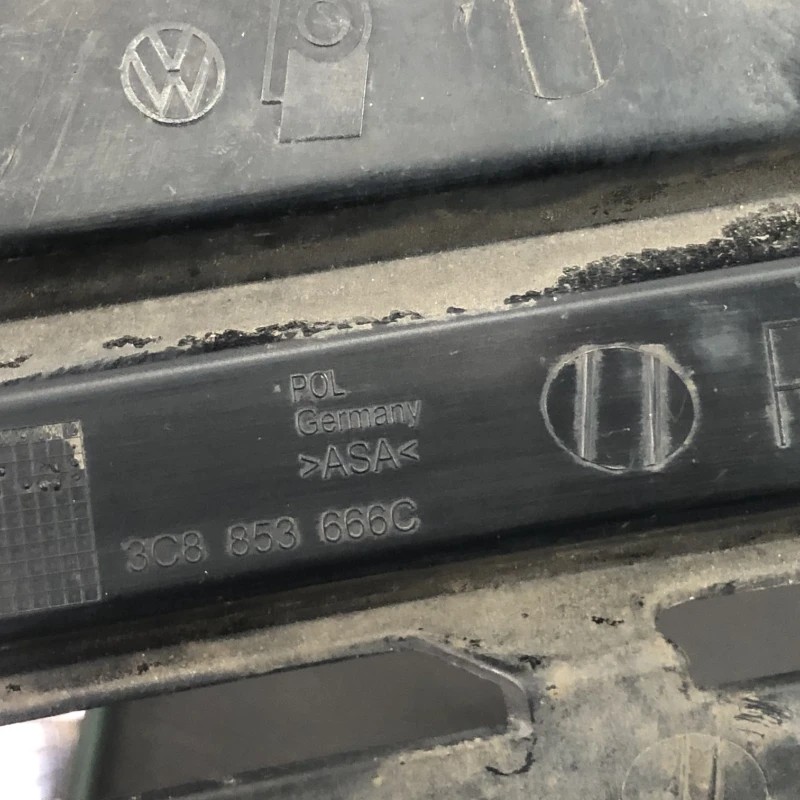 POL
Germany
>ASA<
3C8 853 666C